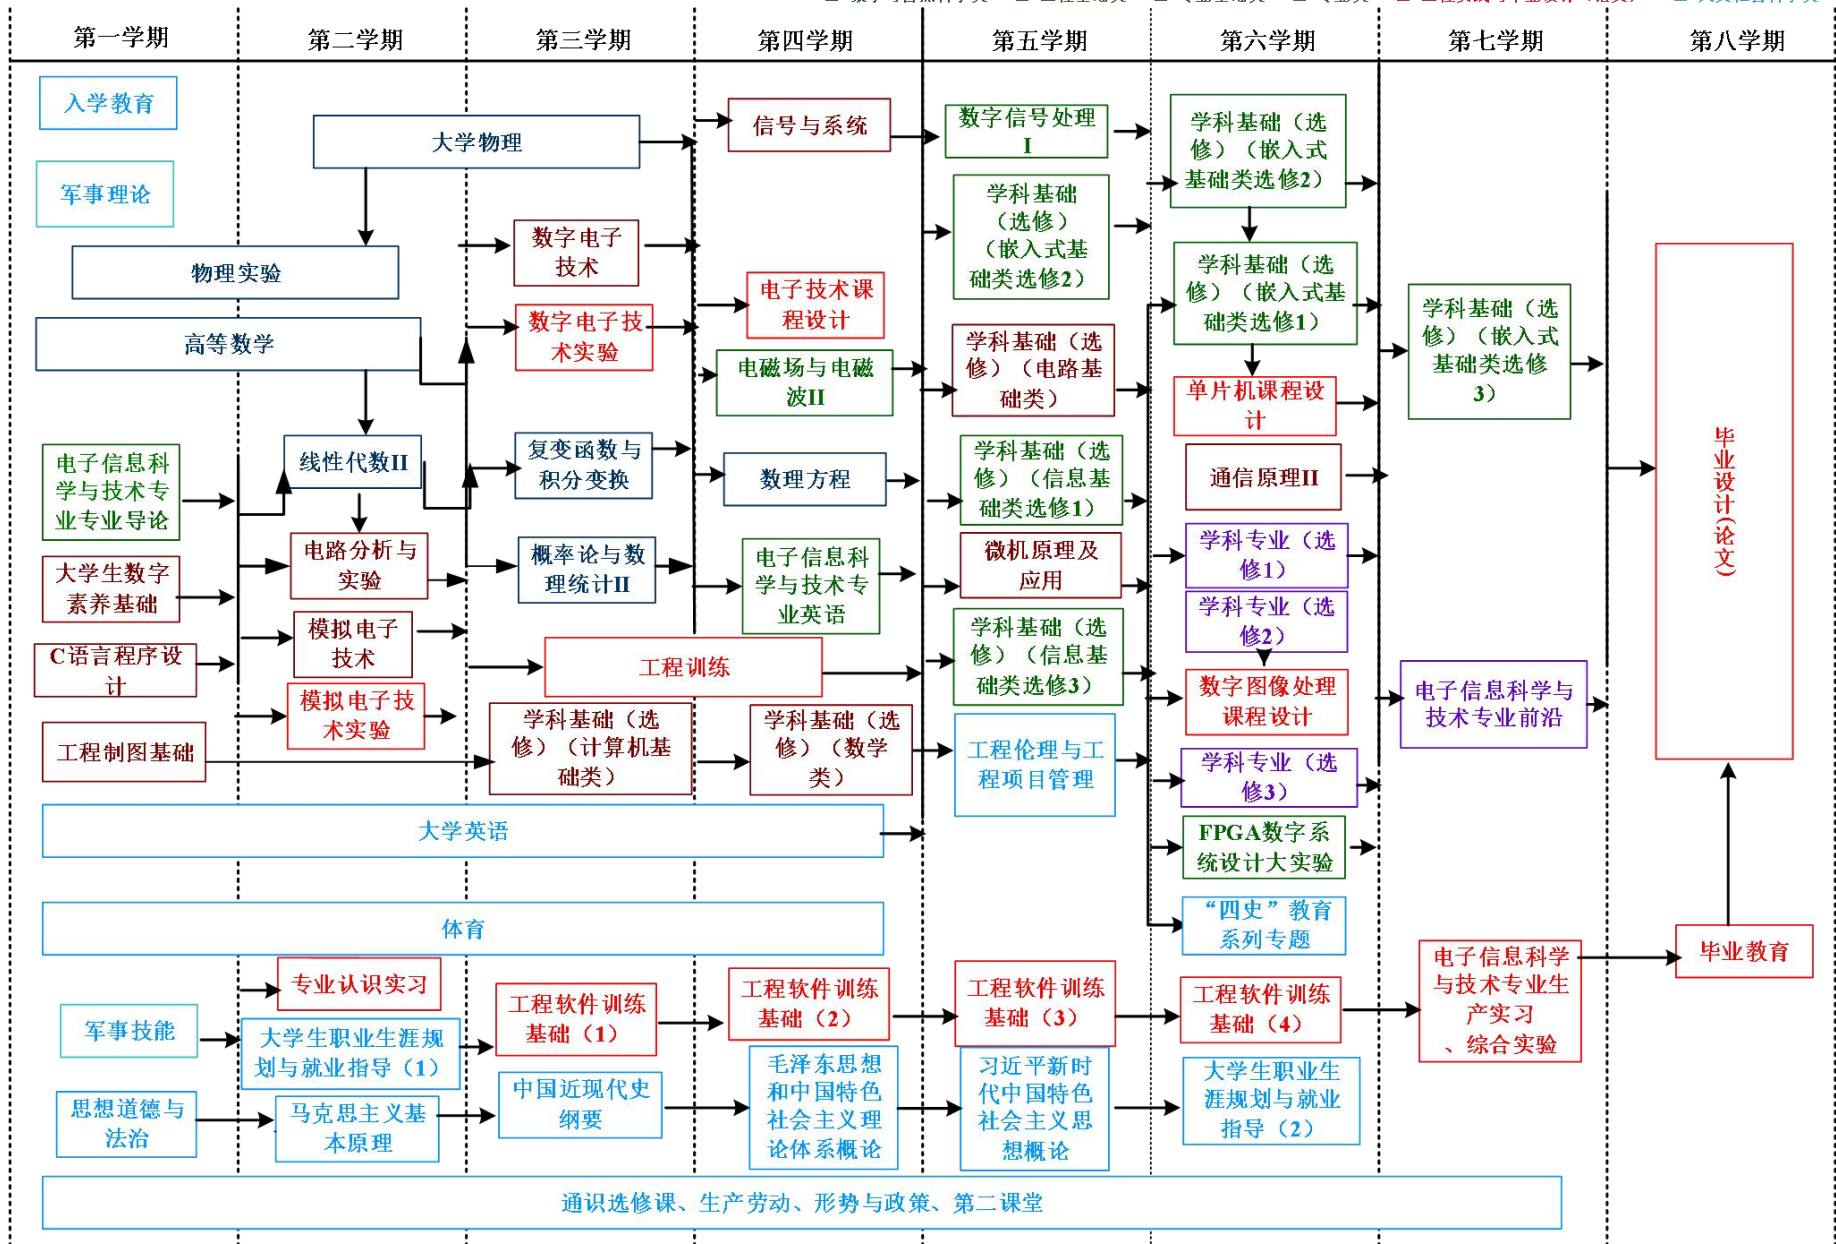 第一学期
第二学期
第三学期
第四学期
第五学期
第六学期
第七学期
第八学期
入学教育
军事理论
大学物理
物理实验
高等数学
线性代数II
电子信息科
学与技术专
业专业导论
大学生数字
素养基础
C语言程序设
计
工程制图基础
电路分析与
实验
模拟电子
技术
模拟电子技
术实验
数字电子
技术
数字电子技
术实验
复变函数与
积分变换
概率论与数
理统计II
工程训练
学科基础（选
修）（计算机基
础类）
信号与系统
电子技术课
程设计
电磁场与电磁
波II
数理方程
电子信息科
学与技术专
业英语
学科基础（选
修）（数学
类）
数字信号处理
I
学科基础
（选修）
（嵌入式基
础类选修2）
学科基础（选
修）（电路基
础类）
学科基础（选
修）（信息基
础类选修1）
微机原理及
应用
学科基础（选
修）（信息基
础类选修3）
工程伦理与工
程项目管理
学科基础（选
修）（嵌入式
基础类选修2）
学科基础（选
修）（嵌入式基
础类选修1）
单片机课程设
计
通信原理II
学科专业（选
修1）
学科专业（选
修2）
数字图像处理
课程设计
学科专业（选
修3）
FPGA数字系
统设计大实验
“四史”教育
系列专题
学科基础（选
修）（嵌入式
基础类选修
3）
电子信息科学与
技术专业前沿
毕业设计(论文)
大学英语
体育
专业认识实习
军事技能
大学生职业生涯规
划与就业指导（1）
工程软件训练
基础（1）
工程软件训练
基础（2）
工程软件训练
基础（3）
工程软件训练
基础（4）
电子信息科学
与技术专业生
产实习
、综合实验
毕业教育
思想道德与
法治
马克思主义基
本原理
中国近现代史
纲要
毛泽东思想
和中国特色
社会主义理
论体系概论
习近平新时
代中国特色
社会主义思
想概论
大学生职业生
涯规划与就业
指导（2）
通识选修课、生产劳动、形势与政策、第二课堂